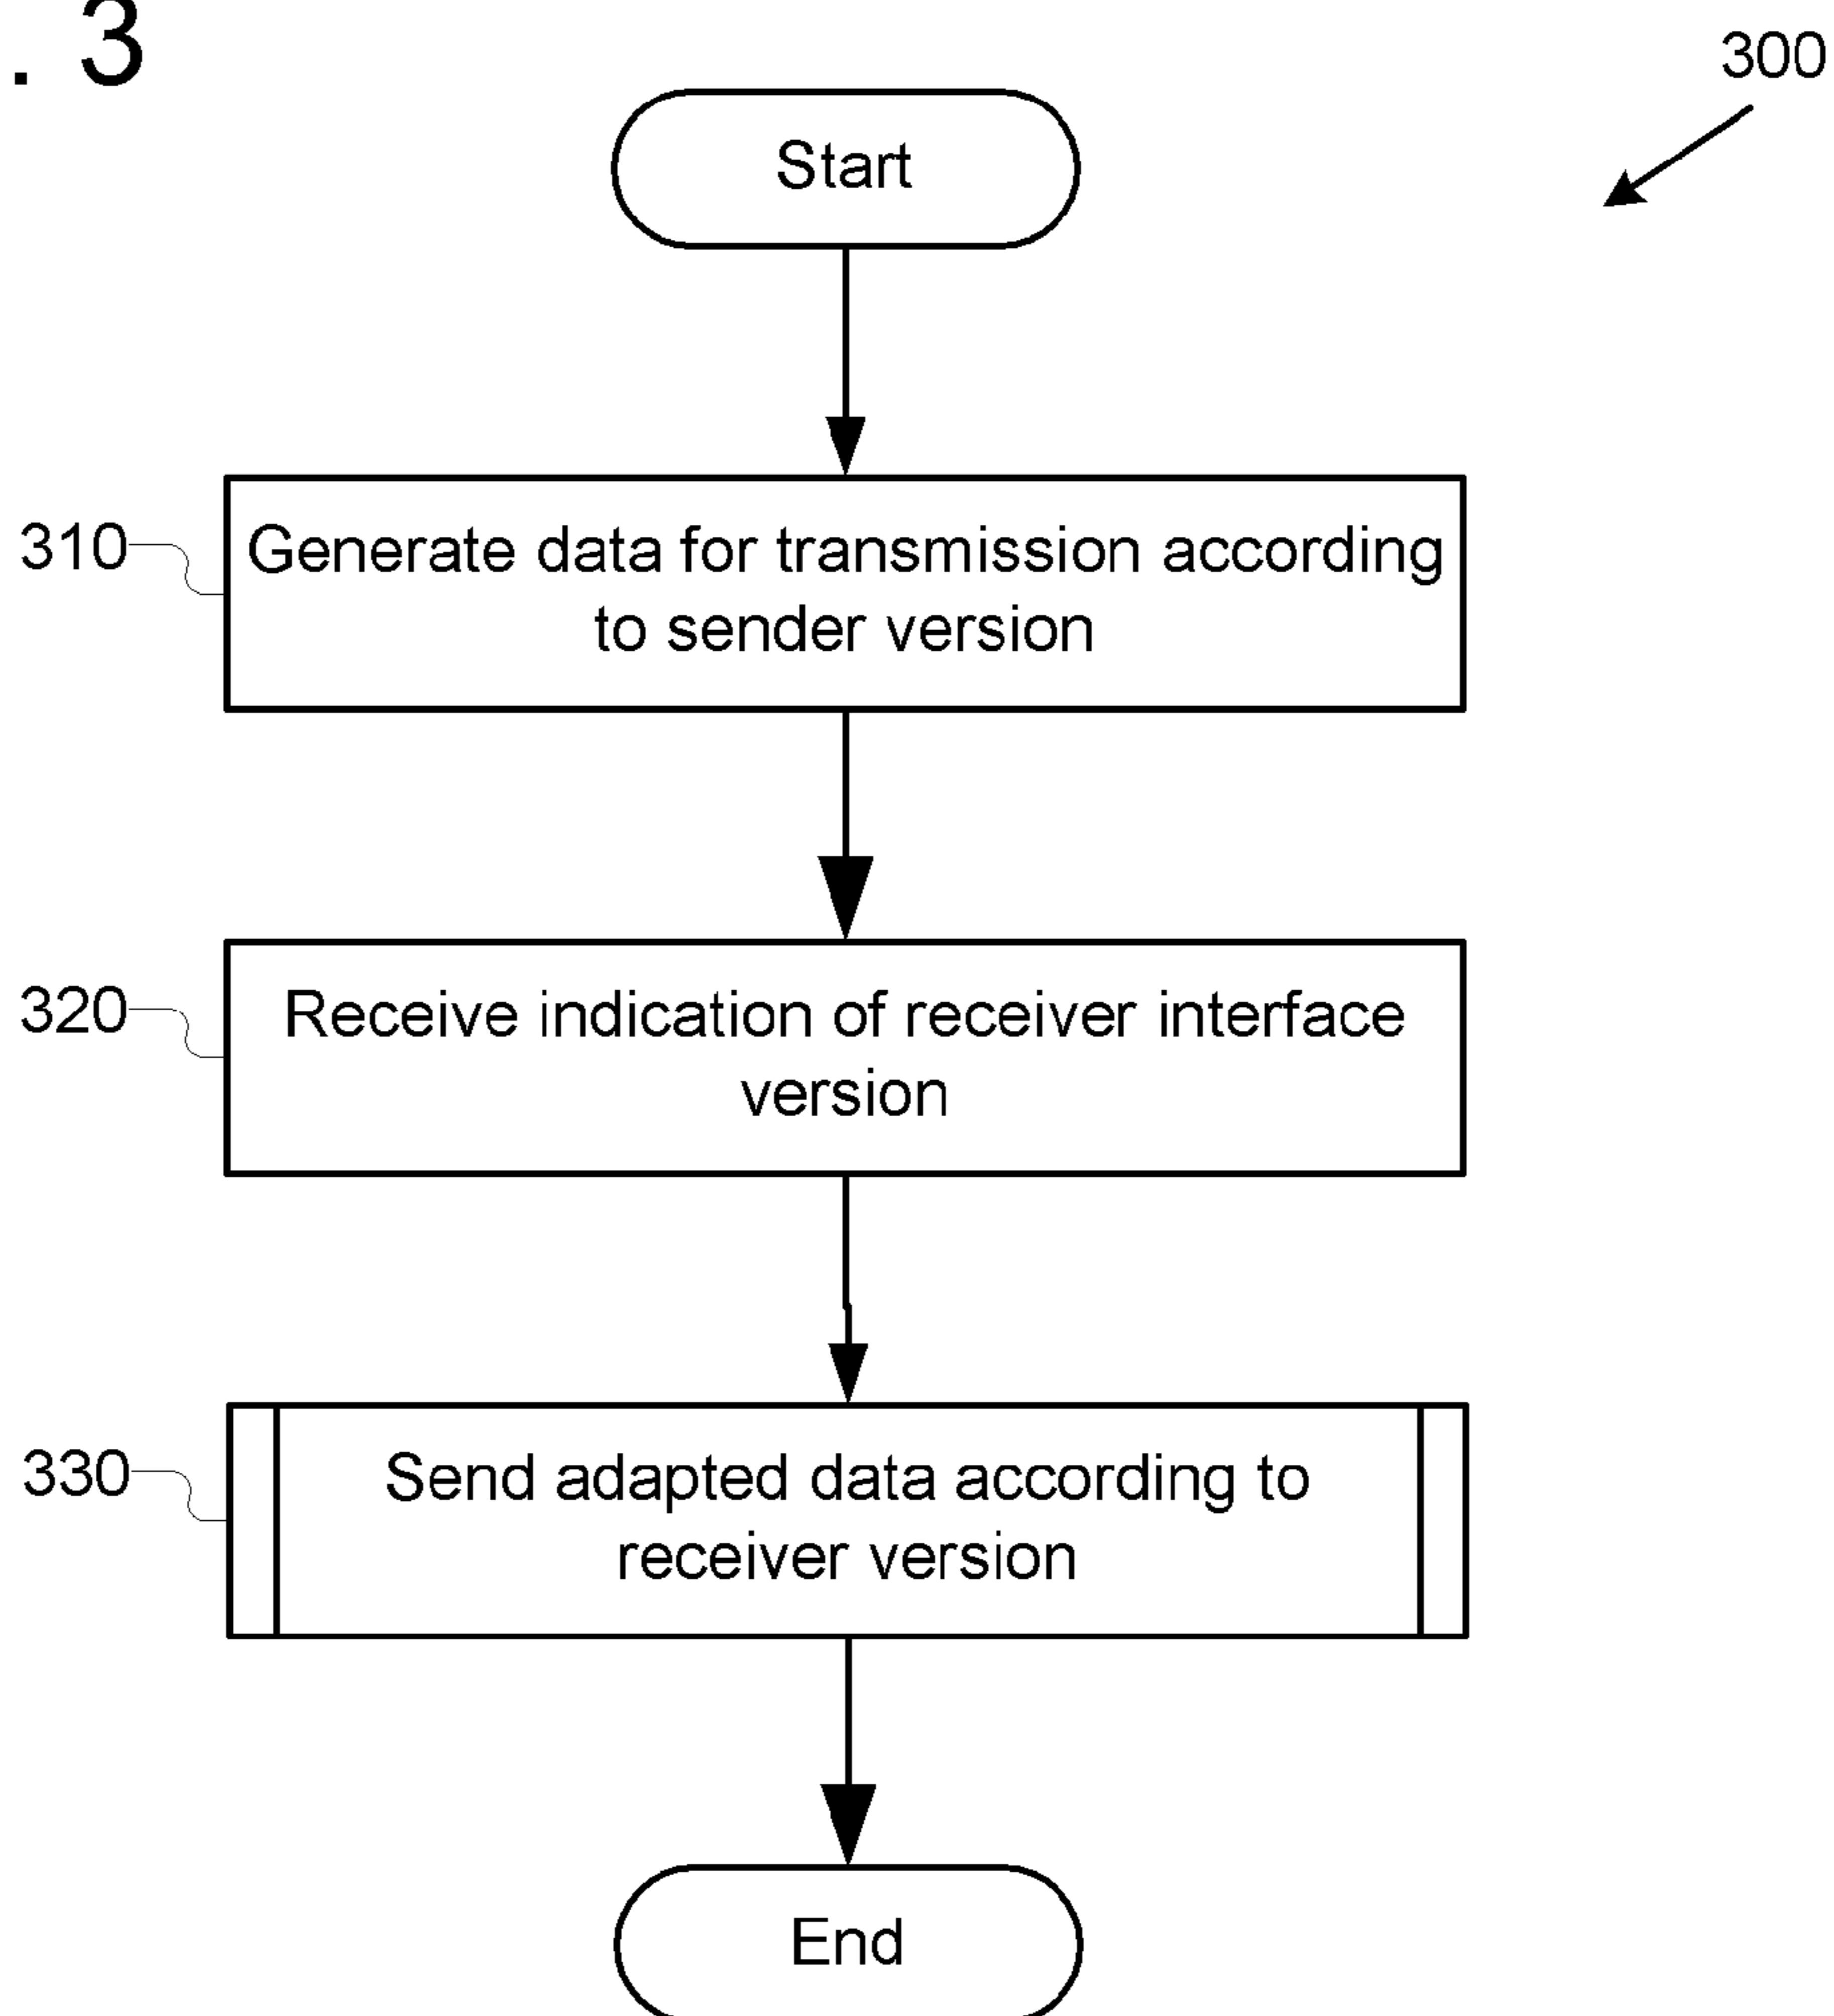 . 3
300
Start
310
Generate data for transmission according
to sender version
320
Receive indication of receiver interface
version
330
Send adapted data according to
receiver version
End